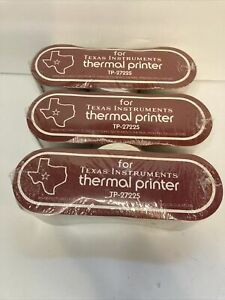 for
TEXAS INSTRUMENTS
thermal printer
TP-27225
for
TEXAS INSTRUMENTS
thermal printer
TP-27225
for
TEXAS INSTRUMENTS
thermal printer
TP-27225